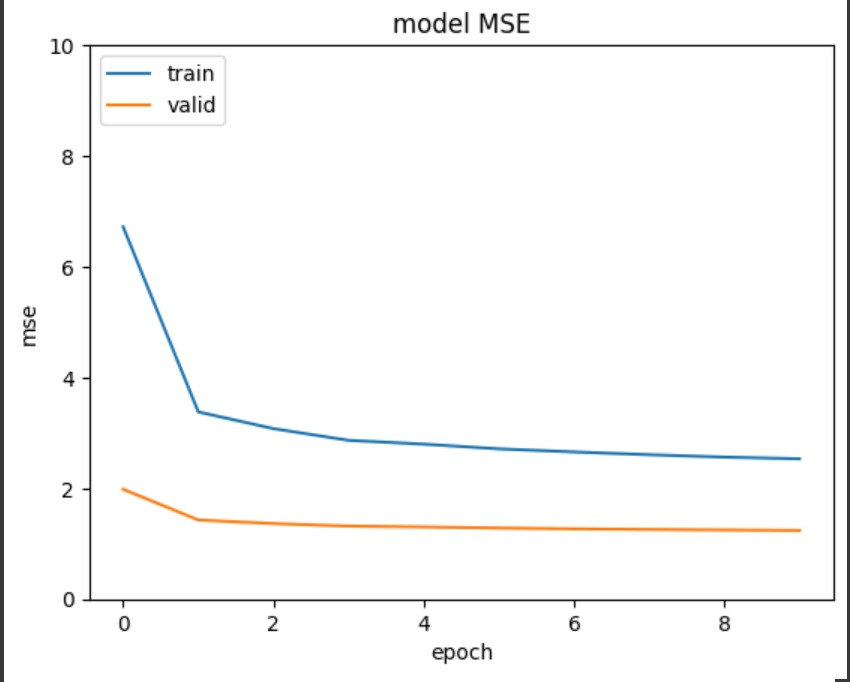 model MSE
10
train
valid
8
6
mse
4
2
0
0 2 4 6 8
epoch